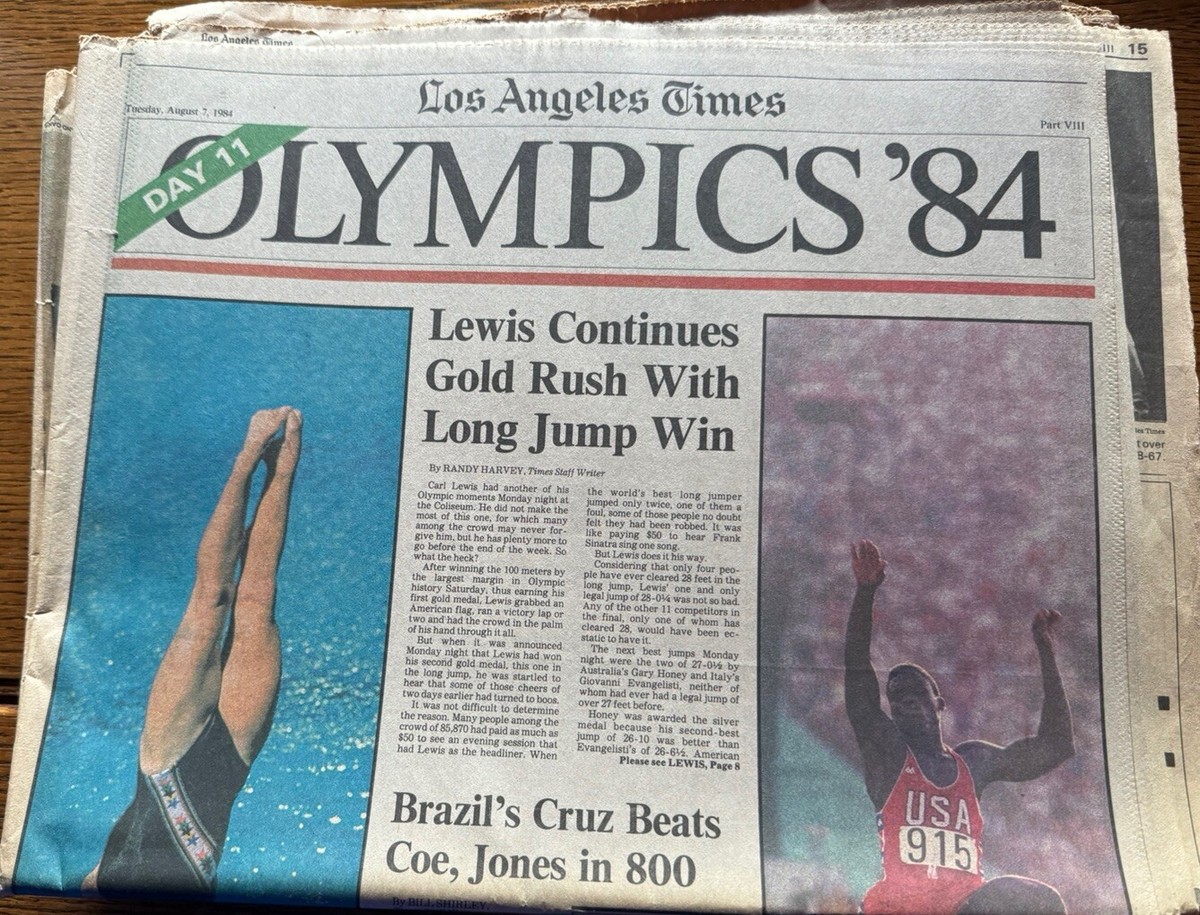 Los Angeles Times
III 15
Los Angeles Times
Tuesday, August 7, 1984
Part VIII
DAY 11
OLYMPICS ’84
Lewis Continues
Gold Rush With
Long Jump Win
By RANDY HARVEY, Times Staff Writer
Carl Lewis had another of his
Olympic moments Monday night at
the Coliseum. He did not make the
most of this one, for which many
among the crowd may never for-
give him, but he has plenty more to
go before the end of the week. So
what the heck?
After winning the 100 meters by
the largest margin in Olympic
history Saturday, thus earning his
first gold medal, Lewis grabbed an
American flag, ran a victory lap or
two and had the crowd in the palm
of his hand through it all.
But when it was announced
Monday night that Lewis had won
his second gold medal, this one in
the long jump, he was startled to
hear that some of those cheers of
two days earlier had turned to boos.
It was not difficult to determine
the reason. Many people among the
crowd of 85,870 had paid as much as
$50 to see an evening session that
had Lewis as the headliner. When
the world's best long jumper
jumped only twice, one of them a
foul, some of those people no doubt
felt they had been robbed. It was
like paying $50 to hear Frank
Sinatra sing one song.
But Lewis does it his way.
Considering that only four peo-
ple have ever cleared 28 feet in the
long jump, Lewis' one and only
legal jump of 28-0¼ was not so bad.
Any of the other 11 competitors in
the final, only one of whom has
cleared 28, would have been ec-
static to have it.
The next best jumps Monday
night were the two of 27-0½ by
Australia's Gary Honey and Italy's
Giovanni Evangelisti, neither of
whom had ever had a legal jump of
over 27 feet before.
Honey was awarded the silver
medal because his second-best
jump of 26-10 was better than
Evangelisti's of 26-6½. American
Please see LEWIS, Page 8
Brazil’s Cruz Beats
Coe, Jones in 800
By BILL SHIRLEY,
USA
915
les Times
t over
8-67.